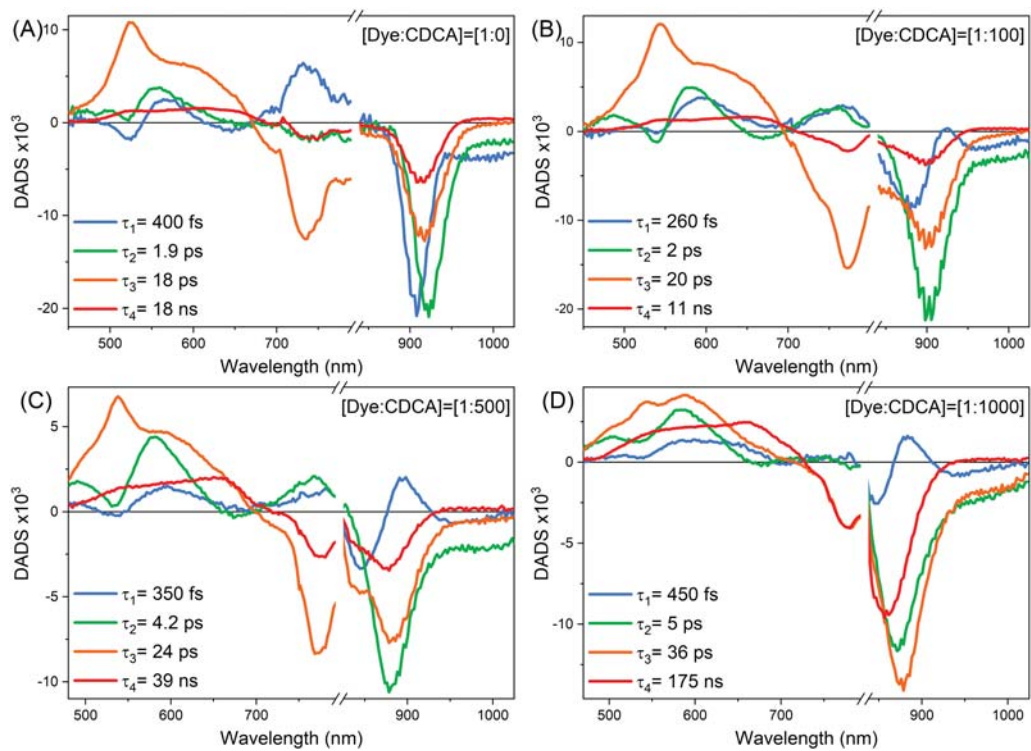 (A)
[Dye:CDCA]=[1:0]
10
0
-10
-20
DADS x10³
τ₁= 400 fs
τ₂= 1.9 ps
τ₃= 18 ps
τ₄= 18 ns
500 600 700 900 1000
Wavelength (nm)
(B)
[Dye:CDCA]=[1:100]
10
0
-10
-20
DADS x10³
τ₁= 260 fs
τ₂= 2 ps
τ₃= 20 ps
τ₄= 11 ns
500 600 700 900 1000
Wavelength (nm)
(C)
[Dye:CDCA]=[1:500]
5
0
-5
-10
DADS x10³
τ₁= 350 fs
τ₂= 4.2 ps
τ₃= 24 ps
τ₄= 39 ns
500 600 700 900 1000
Wavelength (nm)
(D)
[Dye:CDCA]=[1:1000]
0
-5
-10
DADS x10³
τ₁= 450 fs
τ₂= 5 ps
τ₃= 36 ps
τ₄= 175 ns
500 600 700 900 1000
Wavelength (nm)